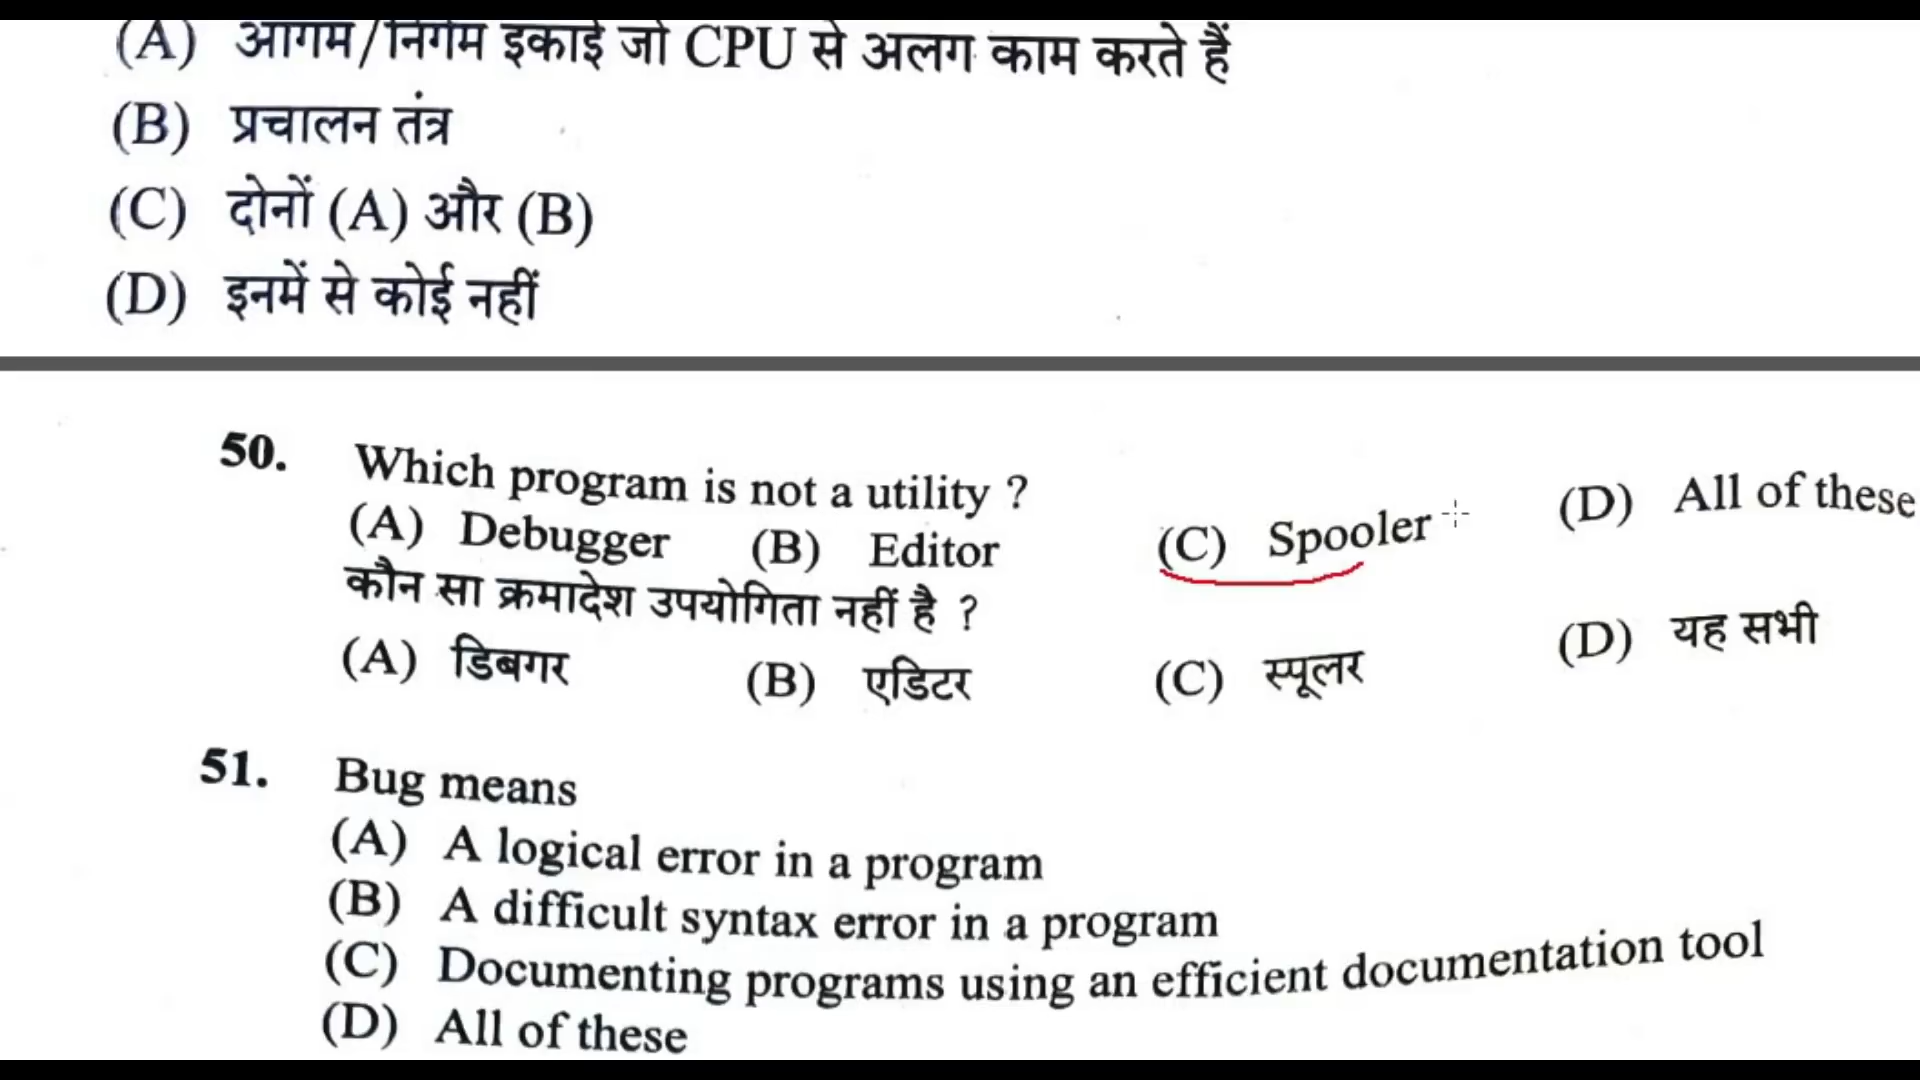 (A) आगम/निर्गम इकाई जो CPU से अलग काम करते हैं
(B) प्रचालन तंत्र
(C) दोनों (A) और (B)
(D) इनमें से कोई नहीं
50. Which program is not a utility ?
(A) Debugger (B) Editor (C) Spooler (D) All of these
कौन सा क्रमादेश उपयोगिता नहीं है ?
(A) डिबगर (B) एडिटर (C) स्पूलर (D) यह सभी
51. Bug means
(A) A logical error in a program
(B) A difficult syntax error in a program
(C) Documenting programs using an efficient documentation tool
(D) All of these